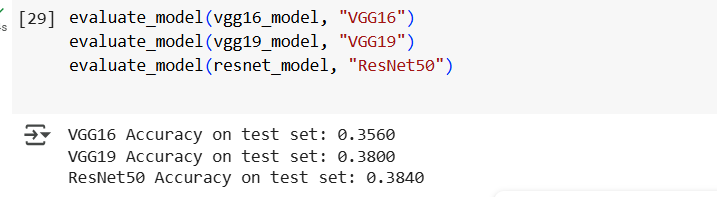 [29] evaluate_model(vgg16_model, "VGG16")
evaluate_model(vgg19_model, "VGG19")
evaluate_model(resnet_model, "ResNet50")
VGG16 Accuracy on test set: 0.3560
VGG19 Accuracy on test set: 0.3800
ResNet50 Accuracy on test set: 0.3840